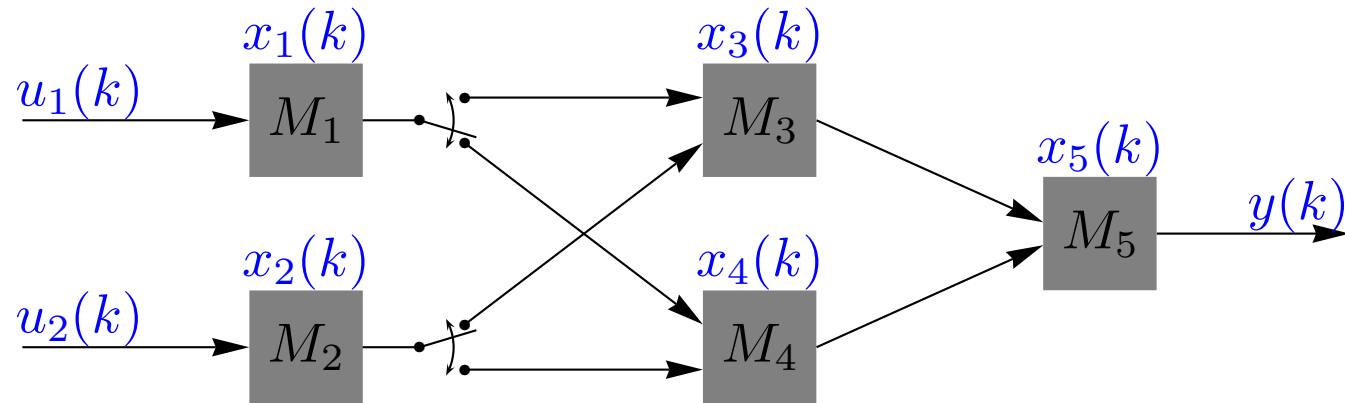 x₁(k)
x₃(k)
u₁(k)
M₁
M₃
x₅(k)
y(k)
M₅
x₂(k)
x₄(k)
u₂(k)
M₂
M₄